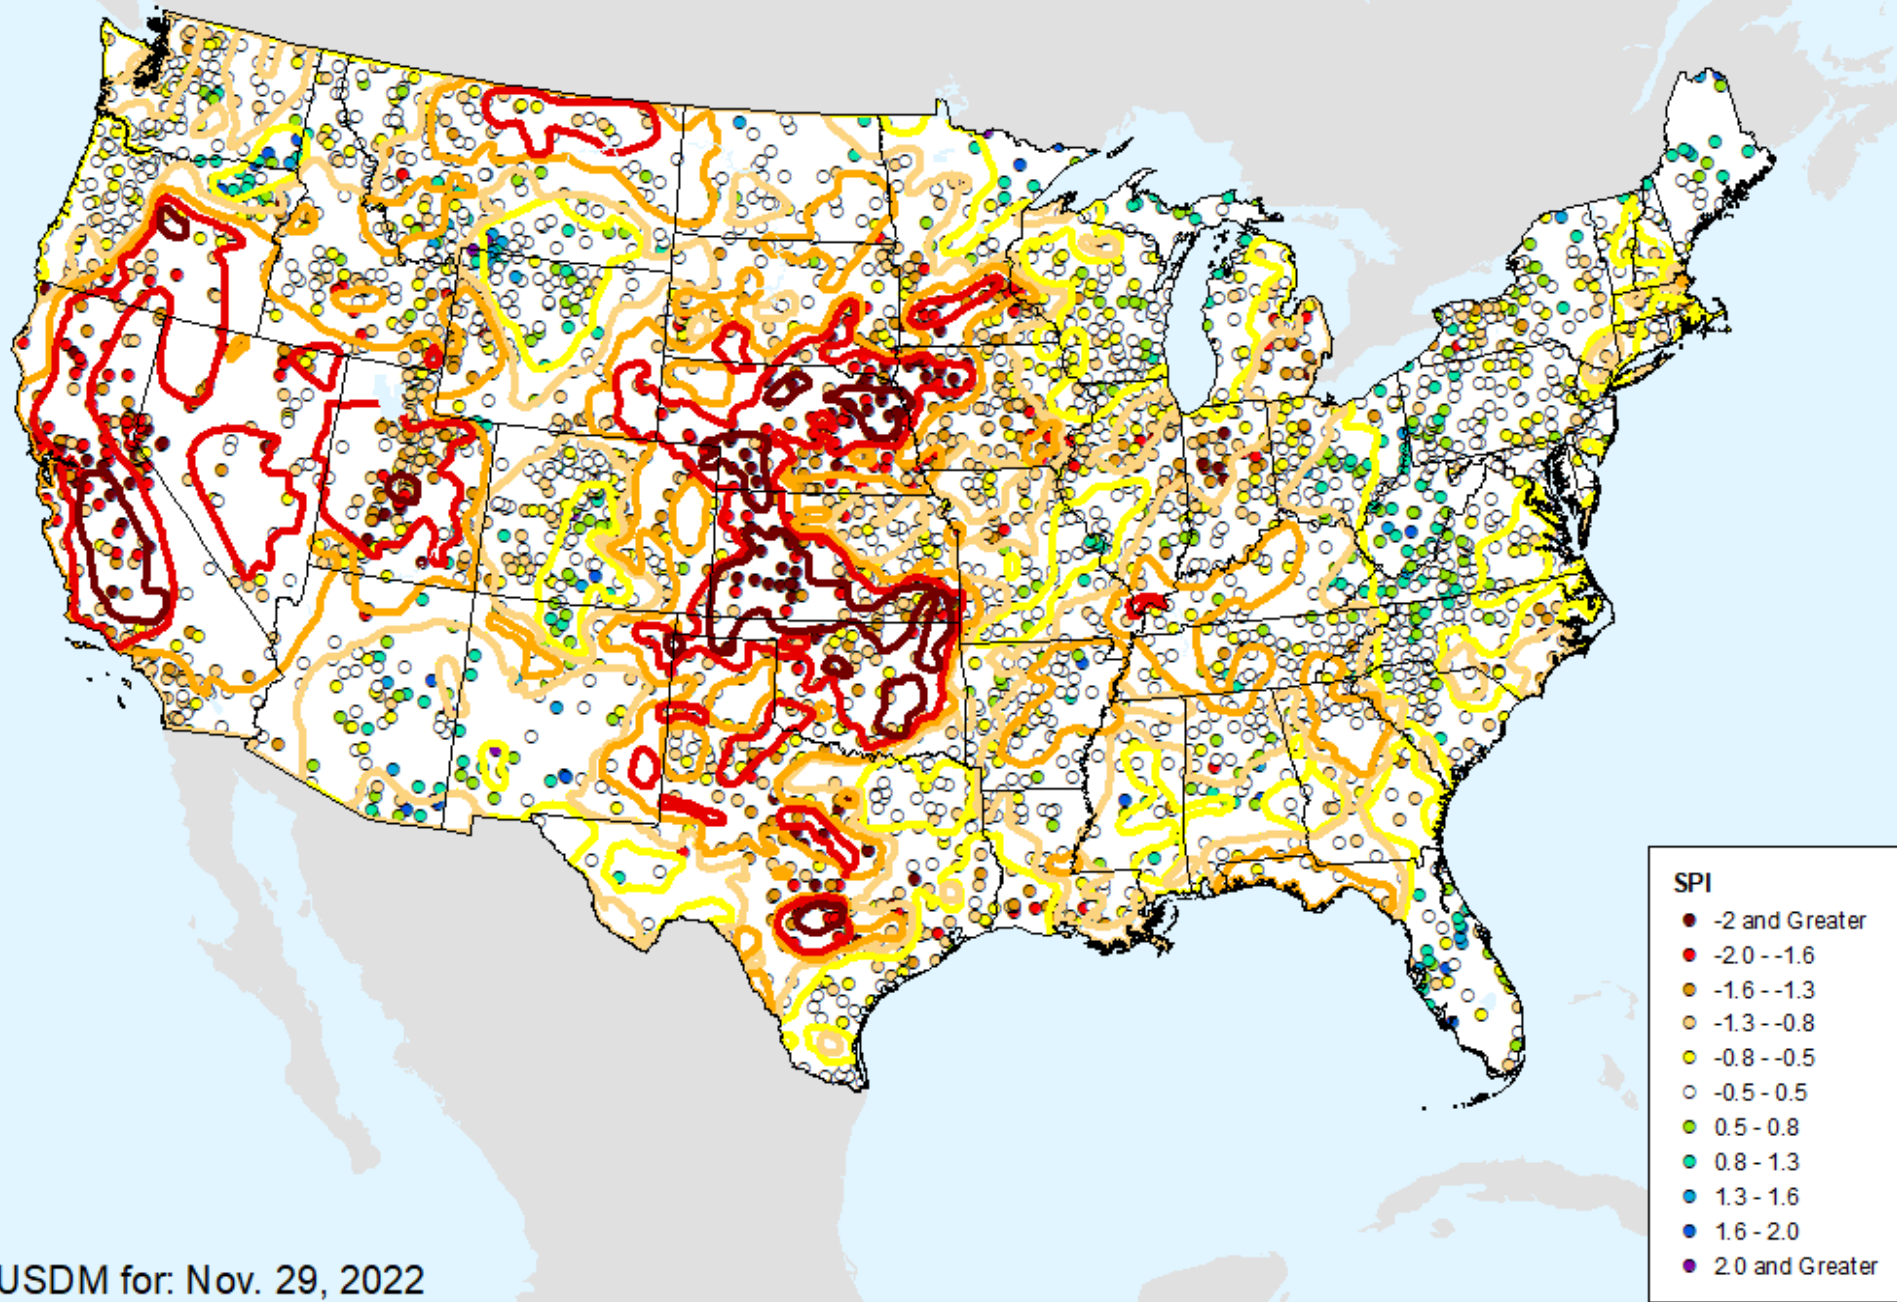 SPI
-2 and Greater
-2.0 - -1.6
-1.6 - -1.3
-1.3 - -0.8
-0.8 - -0.5
-0.5 - 0.5
0.5 - 0.8
0.8 - 1.3
1.3 - 1.6
1.6 - 2.0
2.0 and Greater
USDM for: Nov. 29, 2022